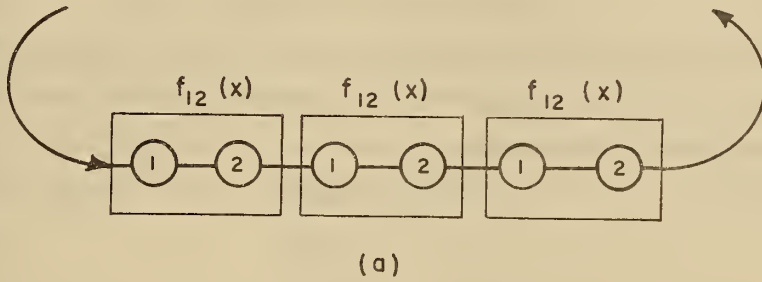 f₁₂ (x) f₁₂ (x) f₁₂ (x)
1 2 1 2 1 2
(a)